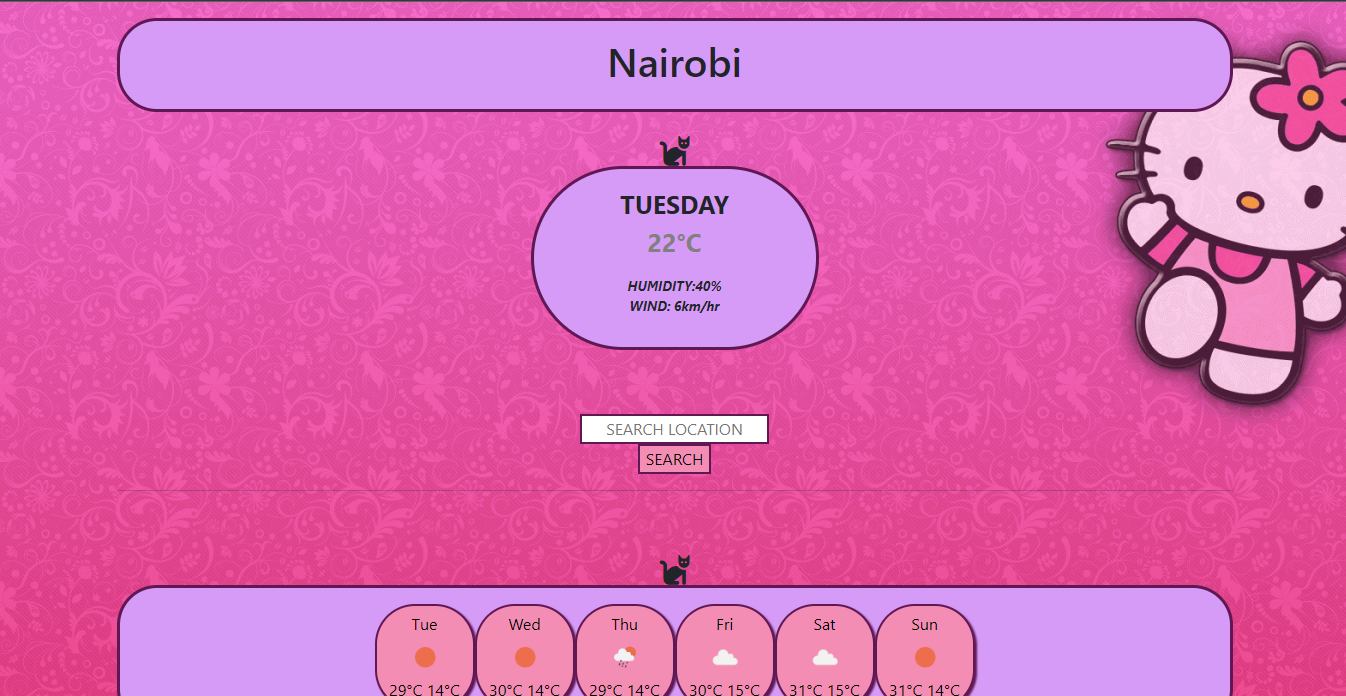 Nairobi
TUESDAY
22°C
HUMIDITY:40%
WIND: 6km/hr
SEARCH LOCATION
SEARCH
Tue Wed Thu Fri Sat Sun
29°C 14°C 30°C 14°C 29°C 14°C 30°C 15°C 31°C 15°C 31°C 14°C